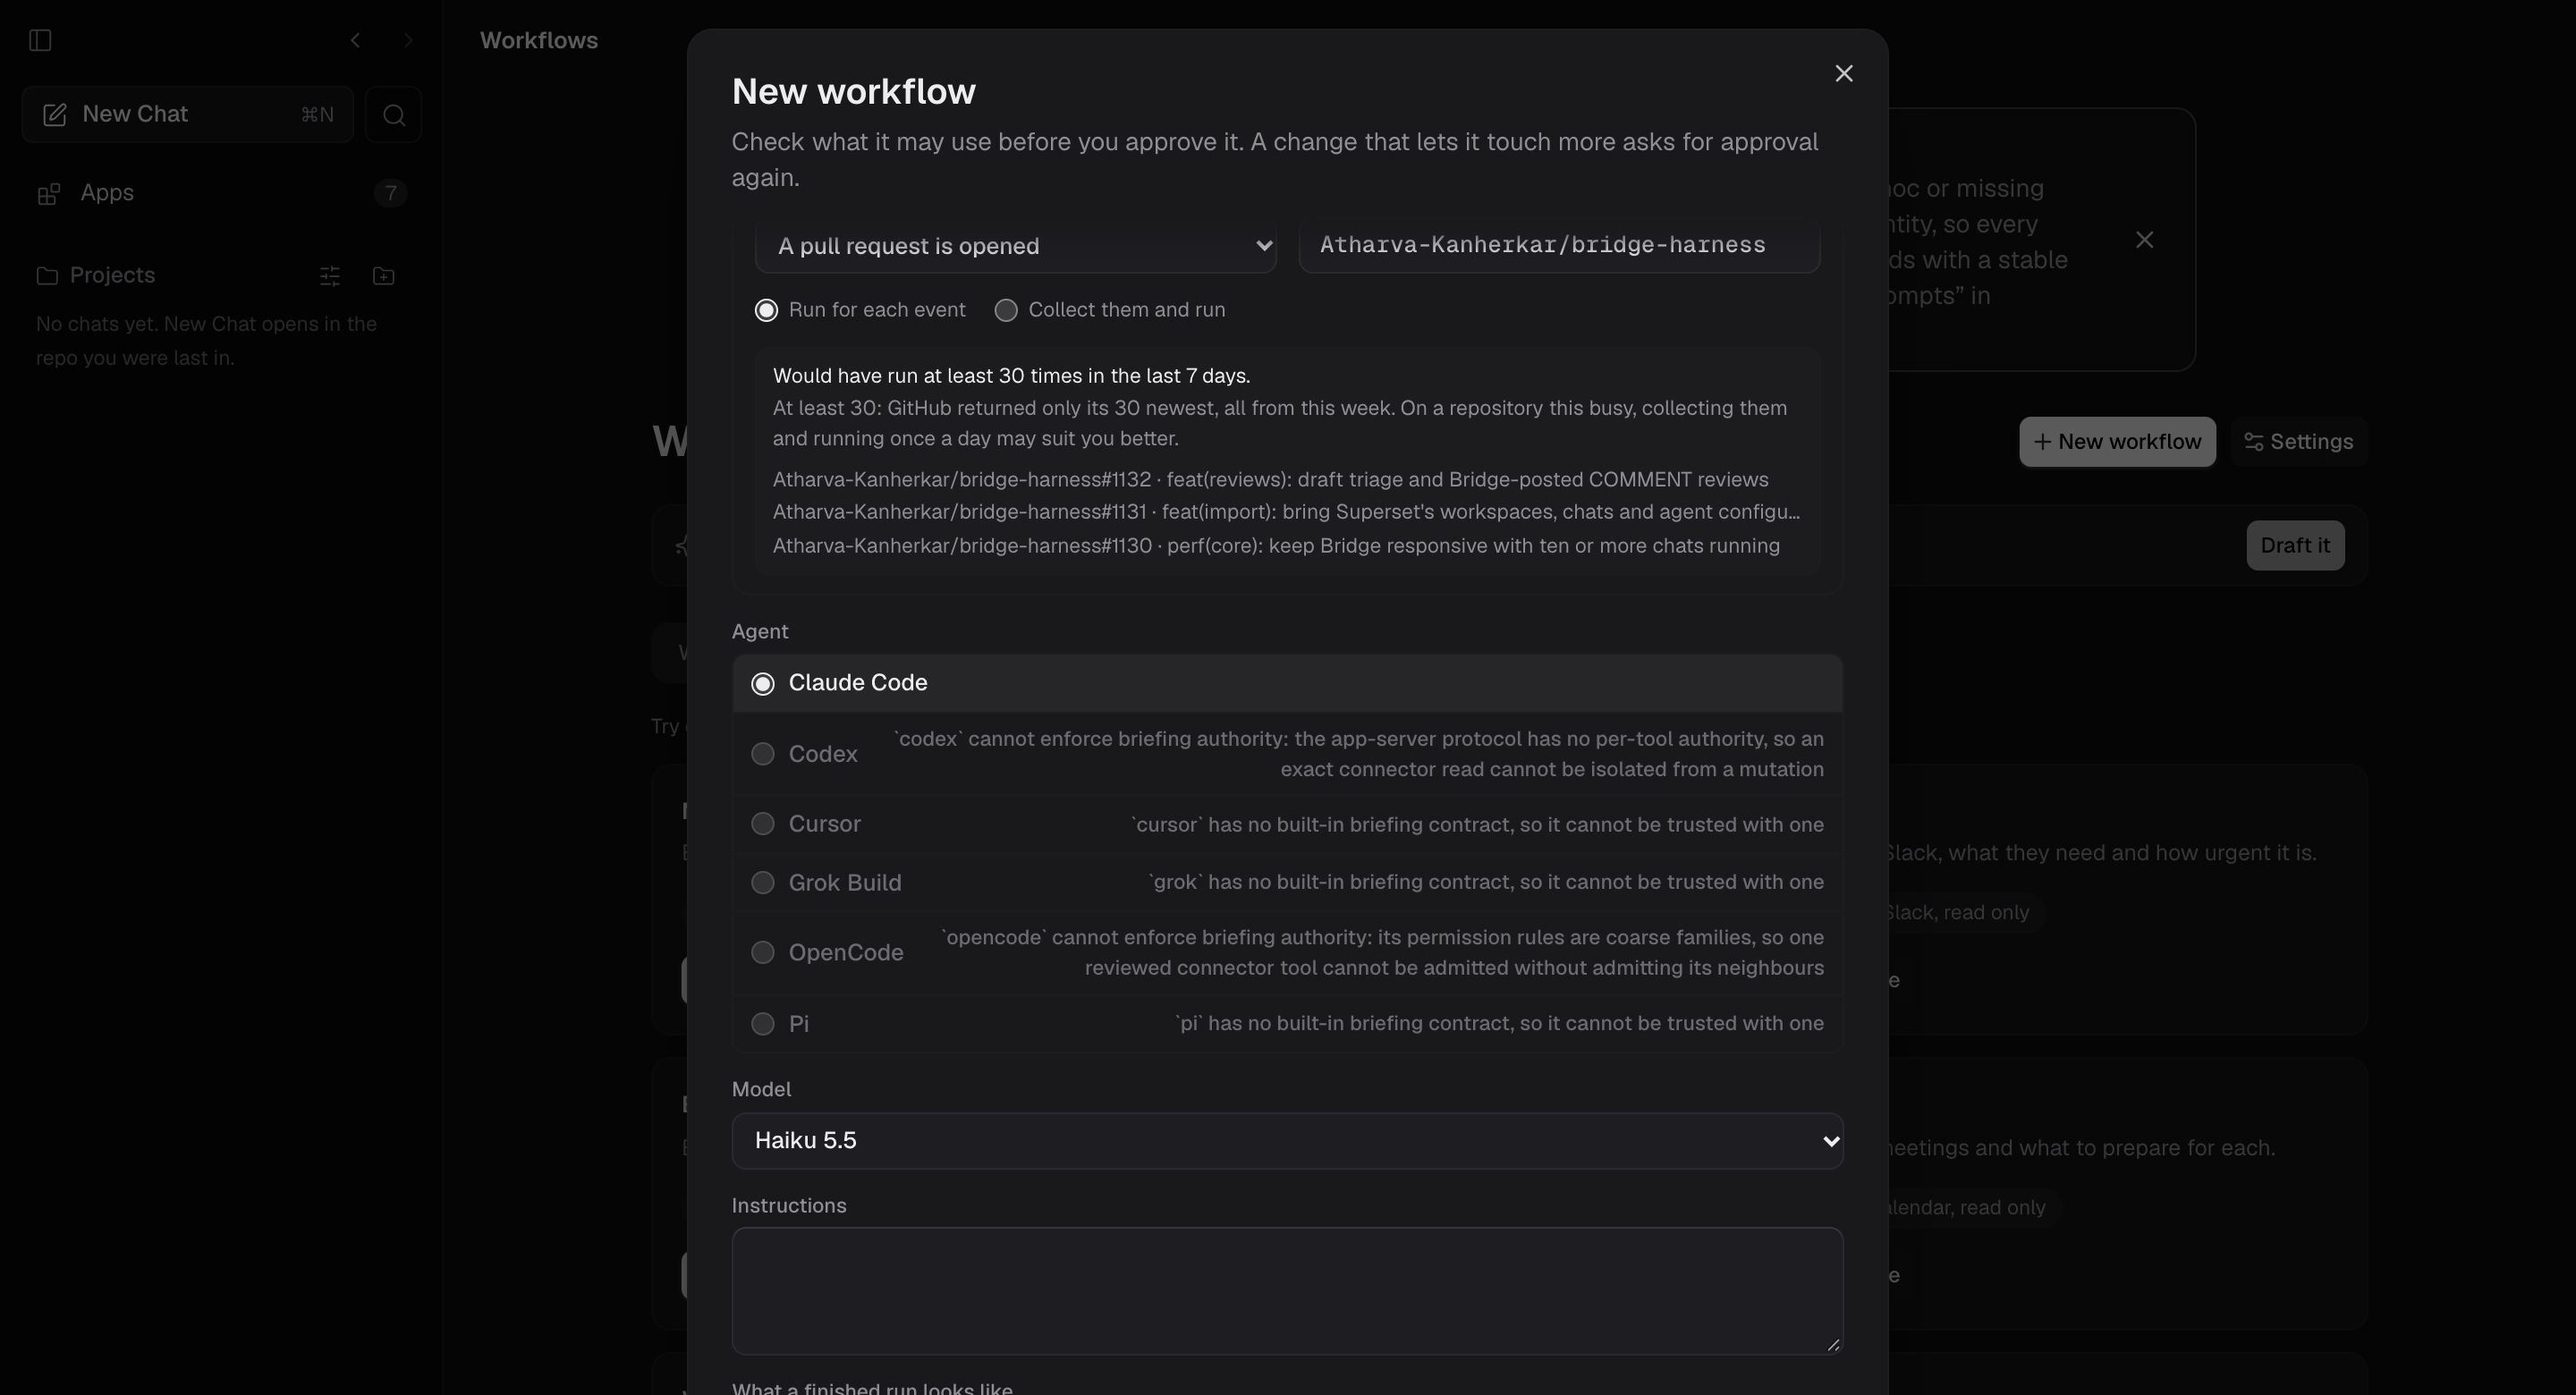 Workflows
New Chat
⌘N
Apps
7
Projects
No chats yet. New Chat opens in the
repo you were last in.
New workflow
Check what it may use before you approve it. A change that lets it touch more asks for approval
again.
A pull request is opened
Atharva-Kanherkar/bridge-harness
Run for each event
Collect them and run
Would have run at least 30 times in the last 7 days.
At least 30: GitHub returned only its 30 newest, all from this week. On a repository this busy, collecting them
and running once a day may suit you better.
Atharva-Kanherkar/bridge-harness#1132 · feat(reviews): draft triage and Bridge-posted COMMENT reviews
Atharva-Kanherkar/bridge-harness#1131 · feat(import): bring Superset's workspaces, chats and agent configu…
Atharva-Kanherkar/bridge-harness#1130 · perf(core): keep Bridge responsive with ten or more chats running
Agent
Claude Code
Codex
`codex` cannot enforce briefing authority: the app-server protocol has no per-tool authority, so an
exact connector read cannot be isolated from a mutation
Cursor
`cursor` has no built-in briefing contract, so it cannot be trusted with one
Grok Build
`grok` has no built-in briefing contract, so it cannot be trusted with one
OpenCode
`opencode` cannot enforce briefing authority: its permission rules are coarse families, so one
reviewed connector tool cannot be admitted without admitting its neighbours
Pi
`pi` has no built-in briefing contract, so it cannot be trusted with one
Model
Haiku 5.5
Instructions
What a finished run looks like
or missing
so every
with a stable
in
New workflow
Settings
Draft it
Try
Slack, what they need and how urgent it is.
Slack, read only
meetings and what to prepare for each.
read only